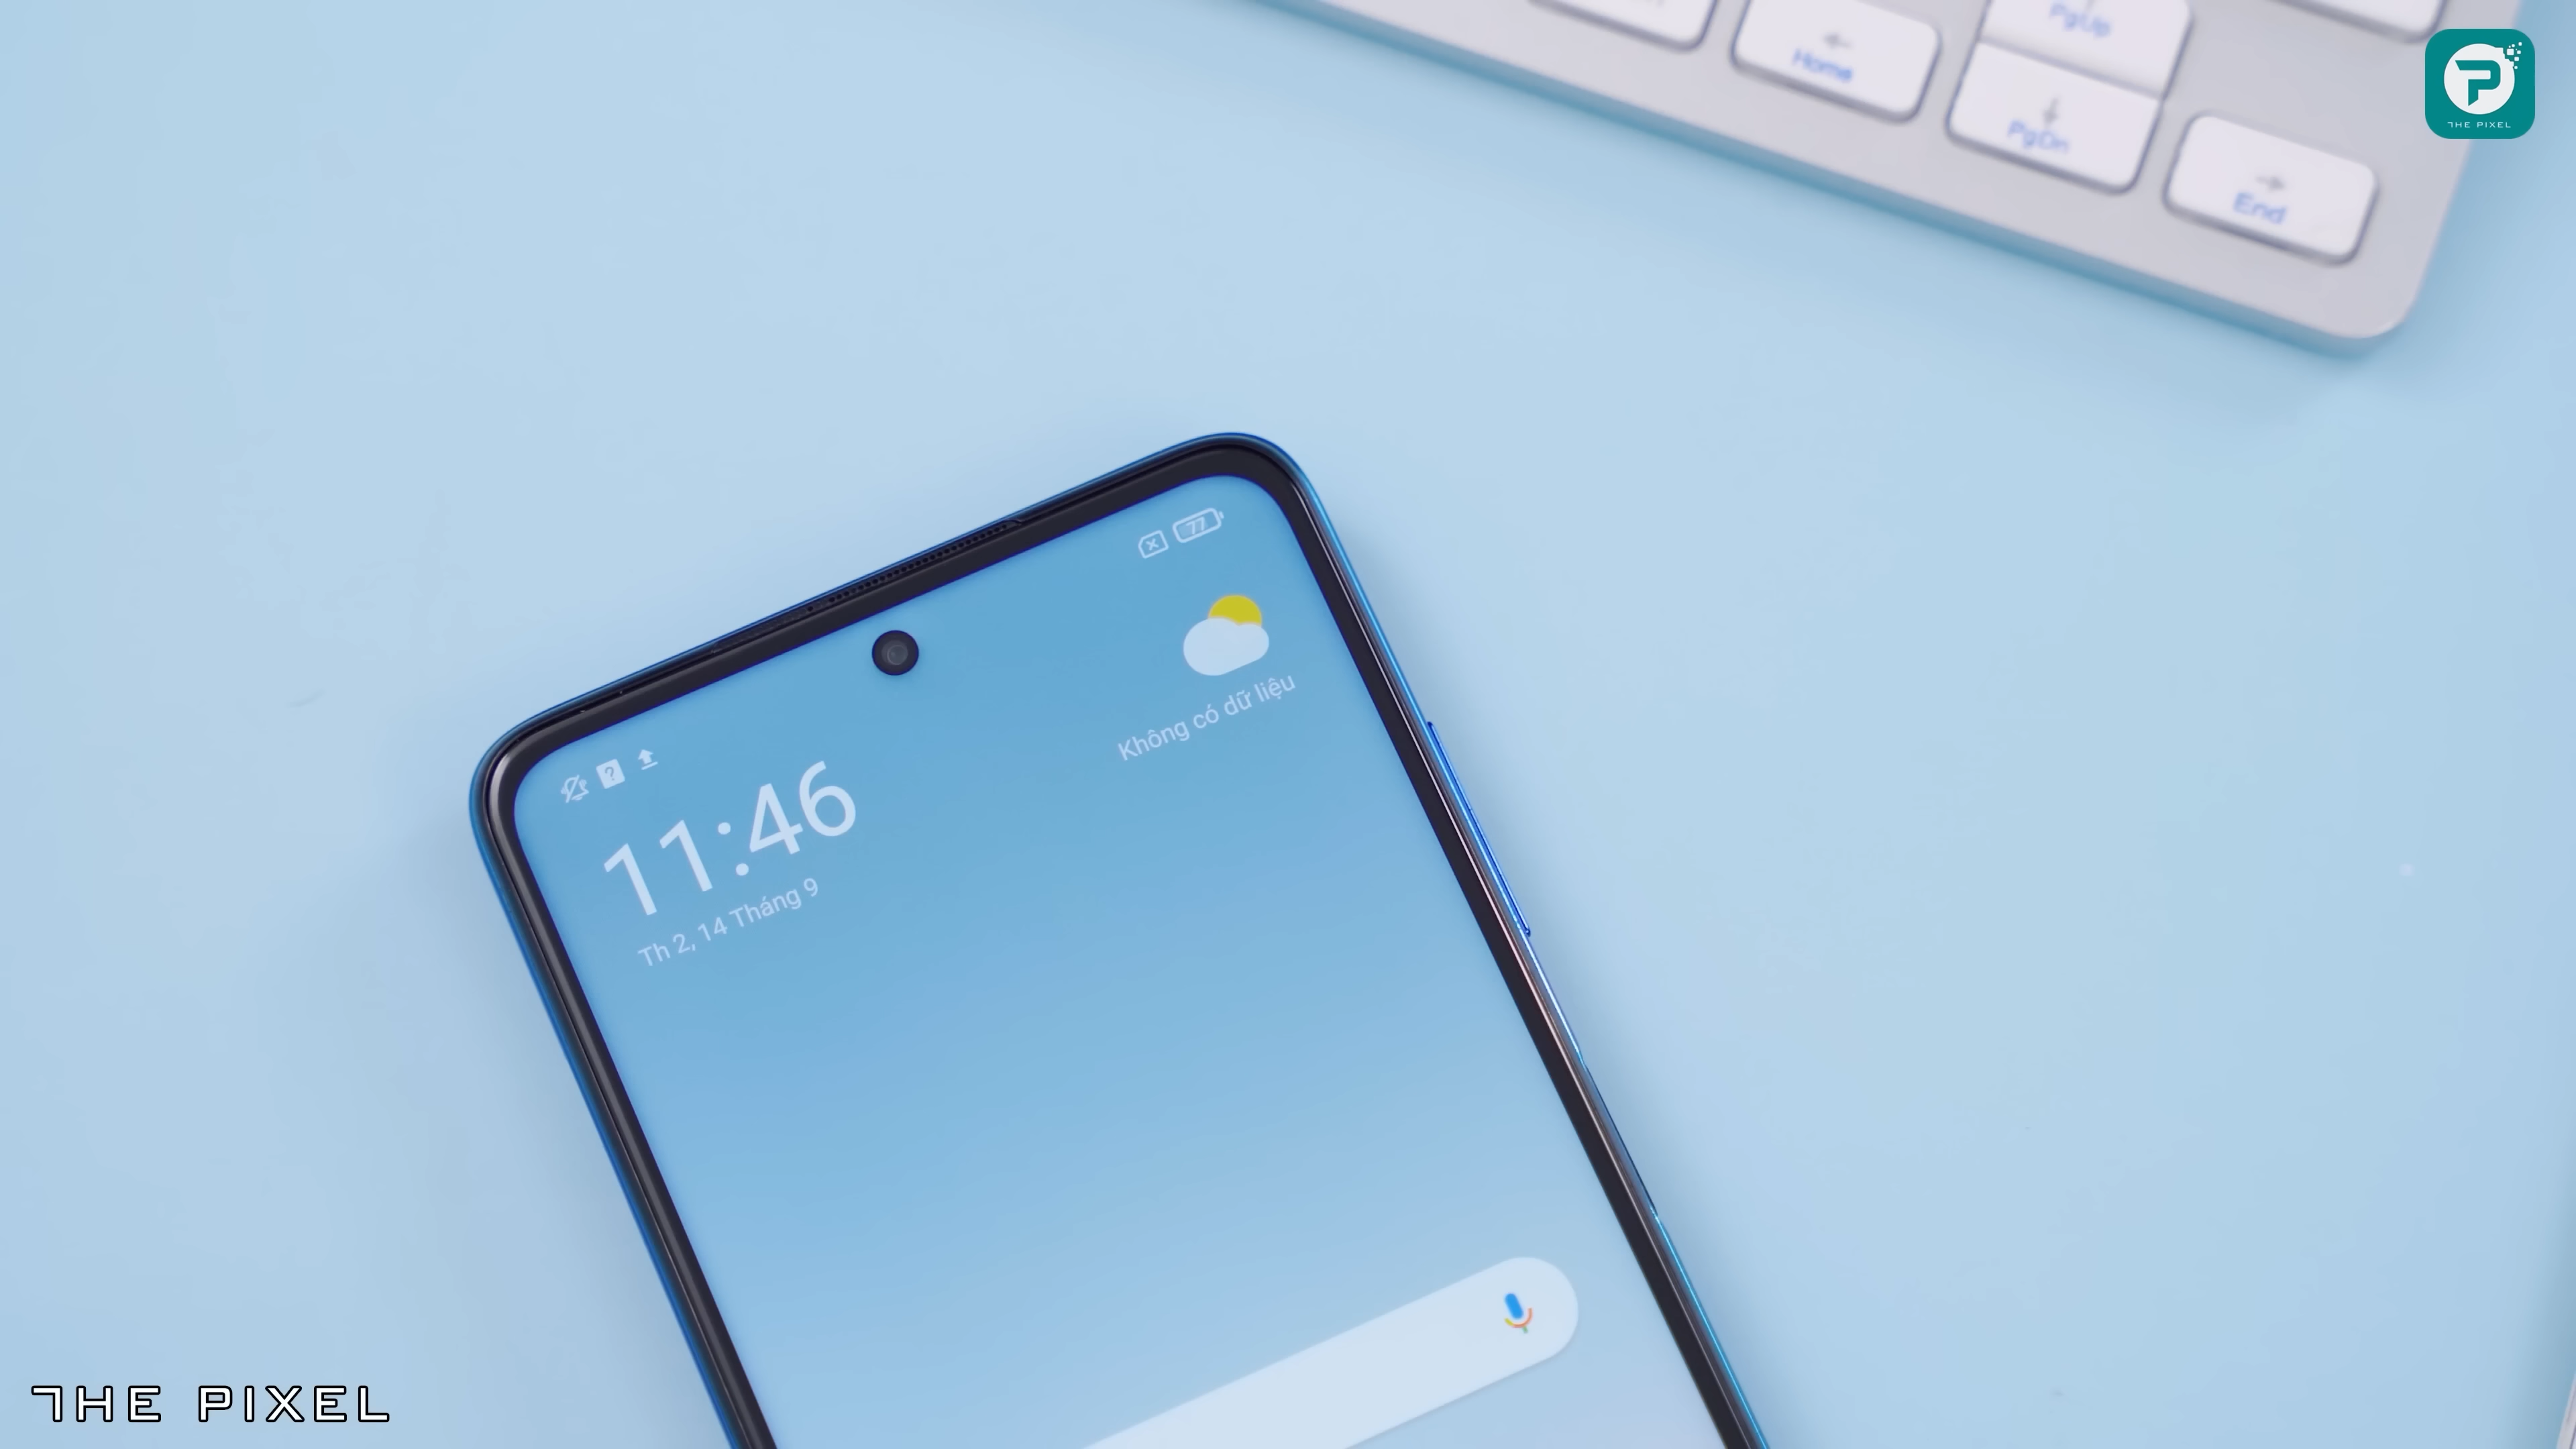 PgUp
Home
PgDn
End
THE PIXEL
77
Không có dữ liệu
11:46
Th 2, 14 Tháng 9
THE PIXEL